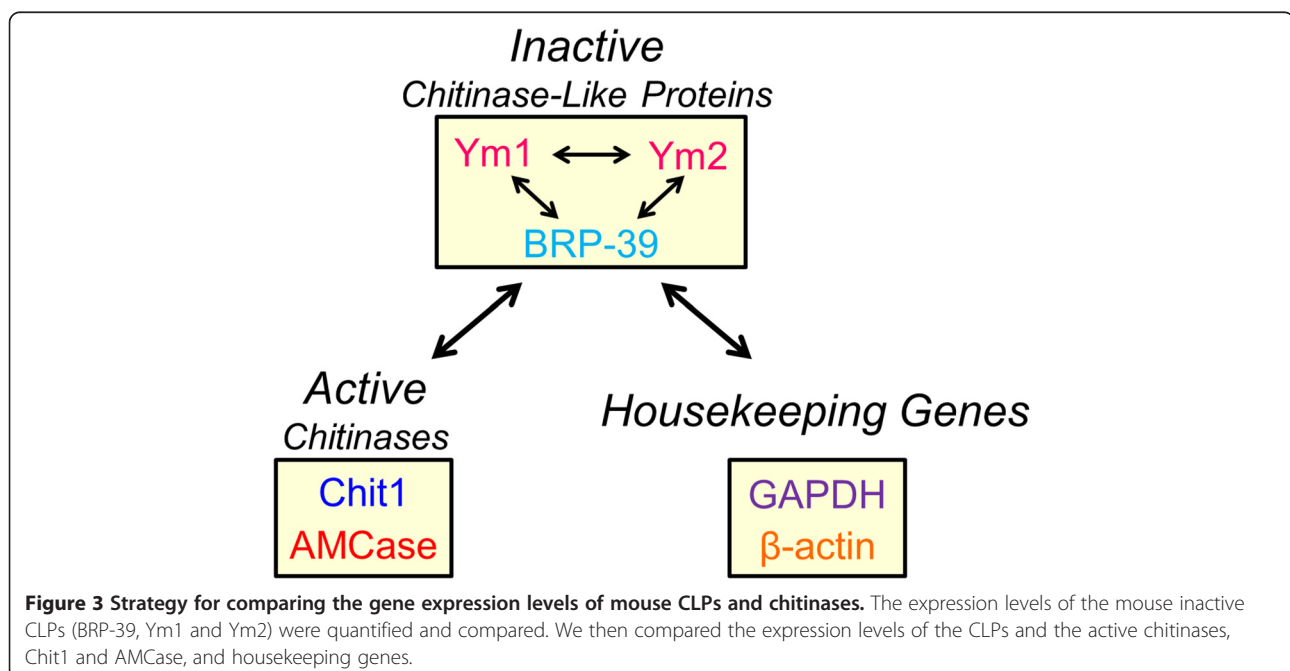 Inactive
Chitinase-Like Proteins
Ym1 Ym2
BRP-39
Active
Chitinases
Chit1
AMCase
Housekeeping Genes
GAPDH
β-actin
Figure 3 Strategy for comparing the gene expression levels of mouse CLPs and chitinases. The expression levels of the mouse inactive
CLPs (BRP-39, Ym1 and Ym2) were quantified and compared. We then compared the expression levels of the CLPs and the active chitinases,
Chit1 and AMCase, and housekeeping genes.